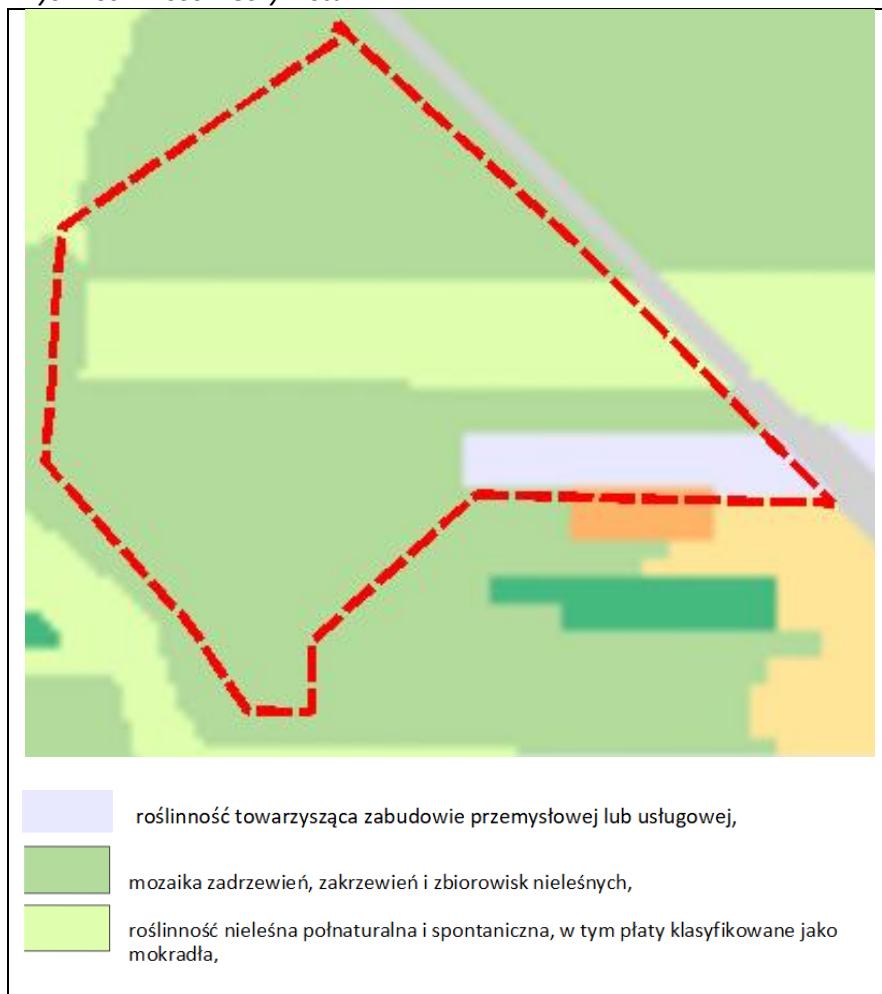 roślinność towarzysząca zabudowie przemysłowej lub usługowej,
mozaika zadrzewień, zakrzewień i zbiorowisk nieleśnych,
roślinność nieleśna połnaturalna i spontaniczna, w tym płaty klasyfikowane jako
mokradła,